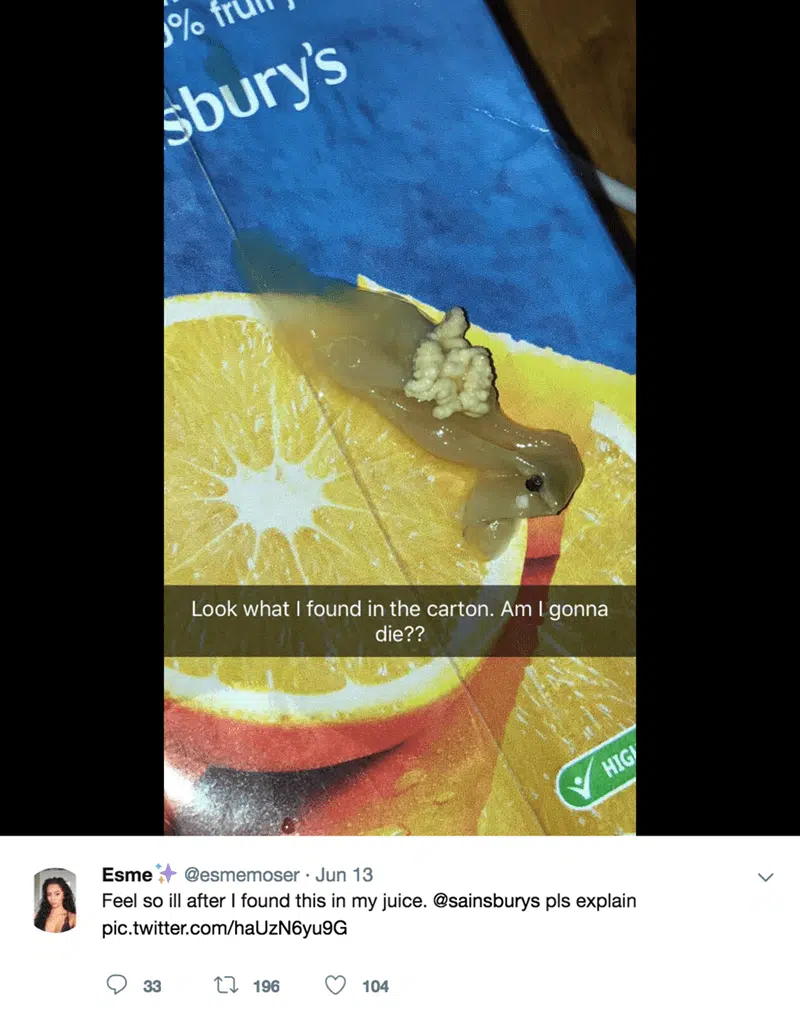 0% fruit
sbury's
Look what I found in the carton. Am I gonna
die??
HIG
Esme✨ @esmemoser · Jun 13
Feel so ill after I found this in my juice. @sainsburys pls explain
pic.twitter.com/haUzN6yu9G
33 196 104